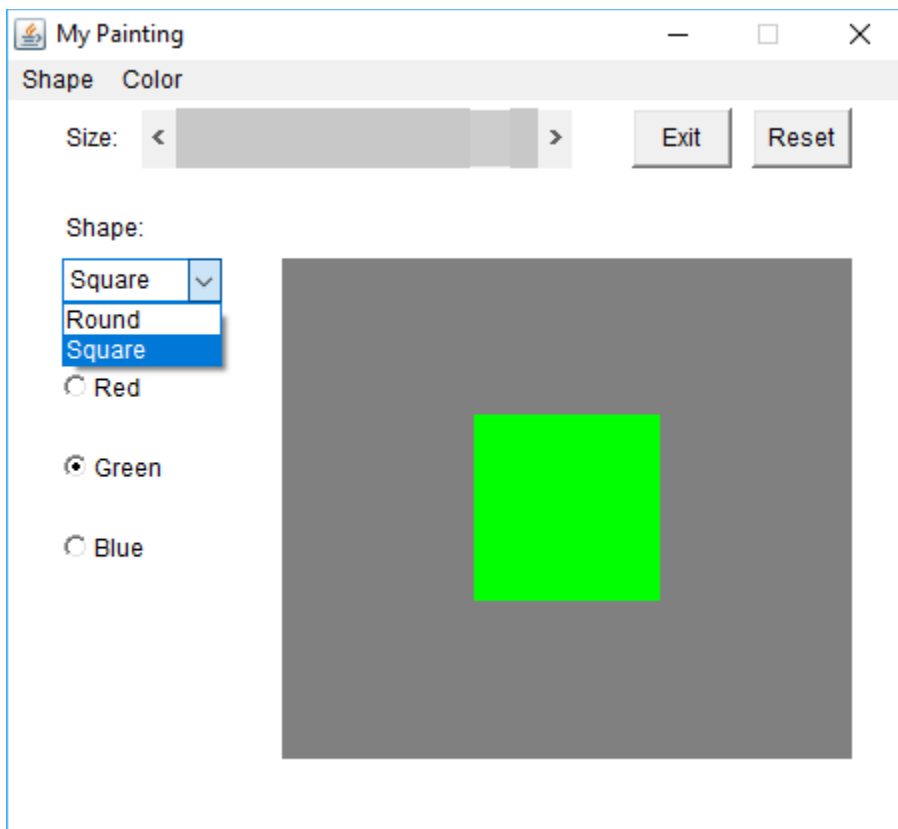 My Painting
Shape Color
Size: Exit Reset
Shape:
Square
Round
Square
Red
Green
Blue